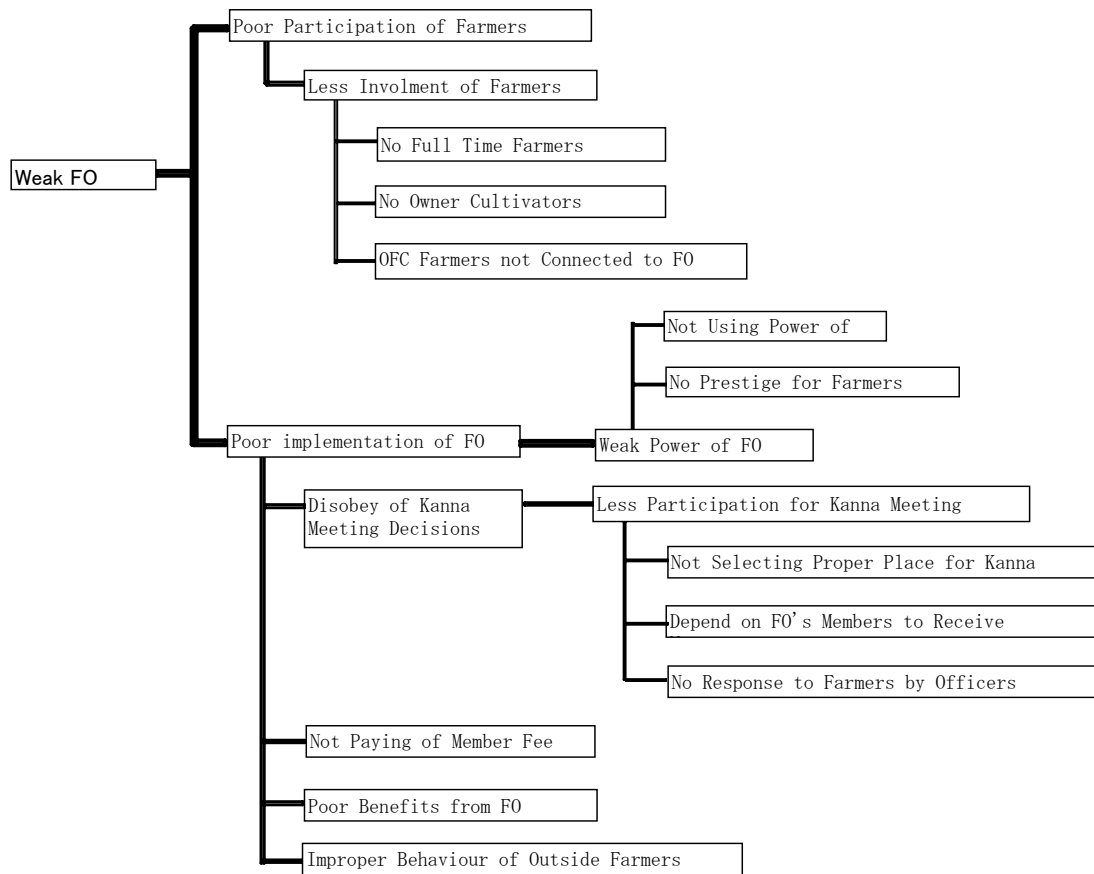 Poor Participation of Farmers
Less Involment of Farmers
No Full Time Farmers
Weak FO
No Owner Cultivators
OFC Farmers not Connected to FO
Not Using Power of
No Prestige for Farmers
Poor implementation of FO
Weak Power of FO
Disobey of Kanna
Meeting Decisions
Less Participation for Kanna Meeting
Not Selecting Proper Place for Kanna
Depend on FO's Members to Receive
No Response to Farmers by Officers
Not Paying of Member Fee
Poor Benefits from FO
Improper Behaviour of Outside Farmers